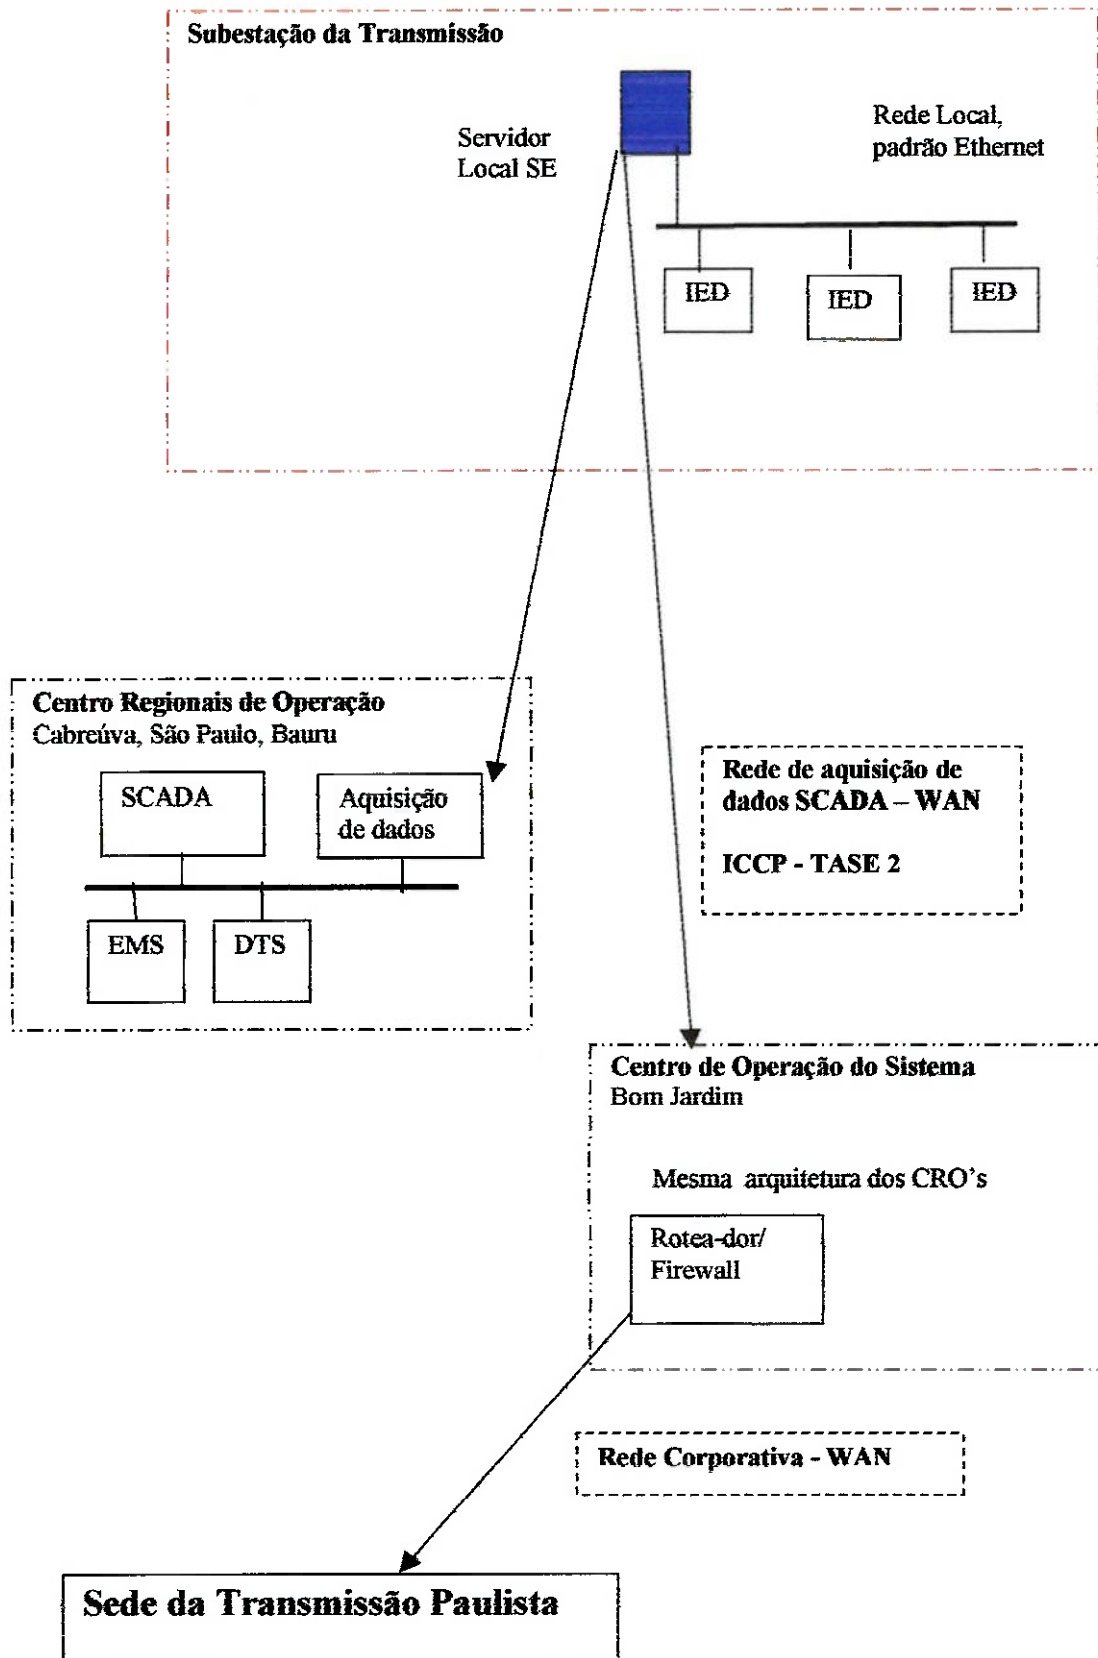 Subestação da Transmissão
Servidor
Local SE
Rede Local,
padrão Ethernet
IED
IED
IED
Centro Regionais de Operação
Cabreúva, São Paulo, Bauru
SCADA
Aquisição
de dados
EMS
DTS
Rede de aquisição de
dados SCADA – WAN
ICCP - TASE 2
Centro de Operação do Sistema
Bom Jardim
Mesma arquitetura dos CRO's
Rotea-dor/
Firewall
Rede Corporativa - WAN
Sede da Transmissão Paulista